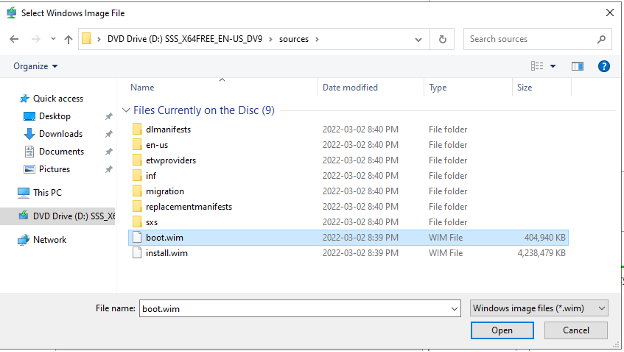 Select Windows Image File
DVD Drive (D:) SSS_X64FREE_EN-US_DV9 > sources >
Search sources
Organize
Name Date modified Type Size
Quick access
Desktop
Downloads
Documents
Pictures
This PC
DVD Drive (D:) SSS_X6
Network
Files Currently on the Disc (9)
dlmanifests 2022-03-02 8:40 PM File folder
en-us 2022-03-02 8:40 PM File folder
etwproviders 2022-03-02 8:40 PM File folder
inf 2022-03-02 8:40 PM File folder
migration 2022-03-02 8:40 PM File folder
replacementmanifests 2022-03-02 8:40 PM File folder
sxs 2022-03-02 8:40 PM File folder
boot.wim 2022-03-02 8:39 PM WIM File 404,940 KB
install.wim 2022-03-02 8:39 PM WIM File 4,238,479 KB
File name: boot.wim Windows image files (*.wim)
Open Cancel